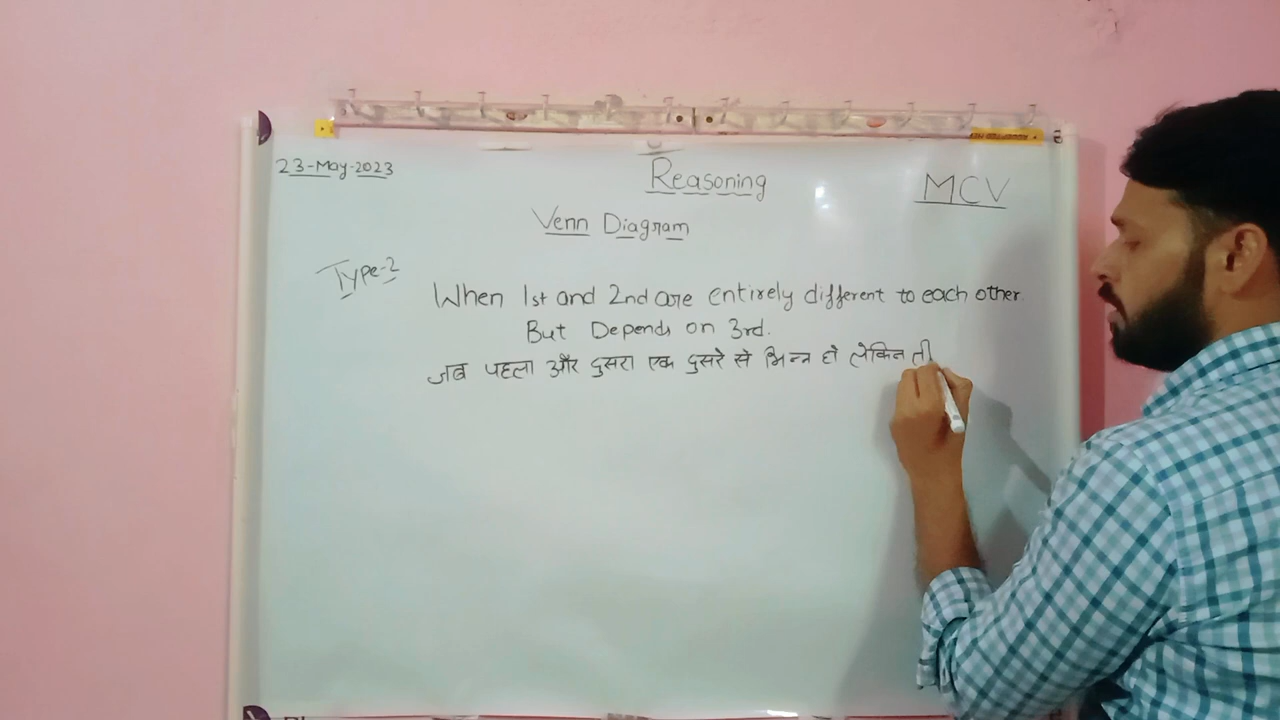 23-May-2023
Reasoning
MCV
Venn Diagram
Type-2
When 1st and 2nd are entirely different to each other
But Depends on 3rd.
जब पहला और दुसरा एक दुसरे से भिन्न हो लेकिन ती